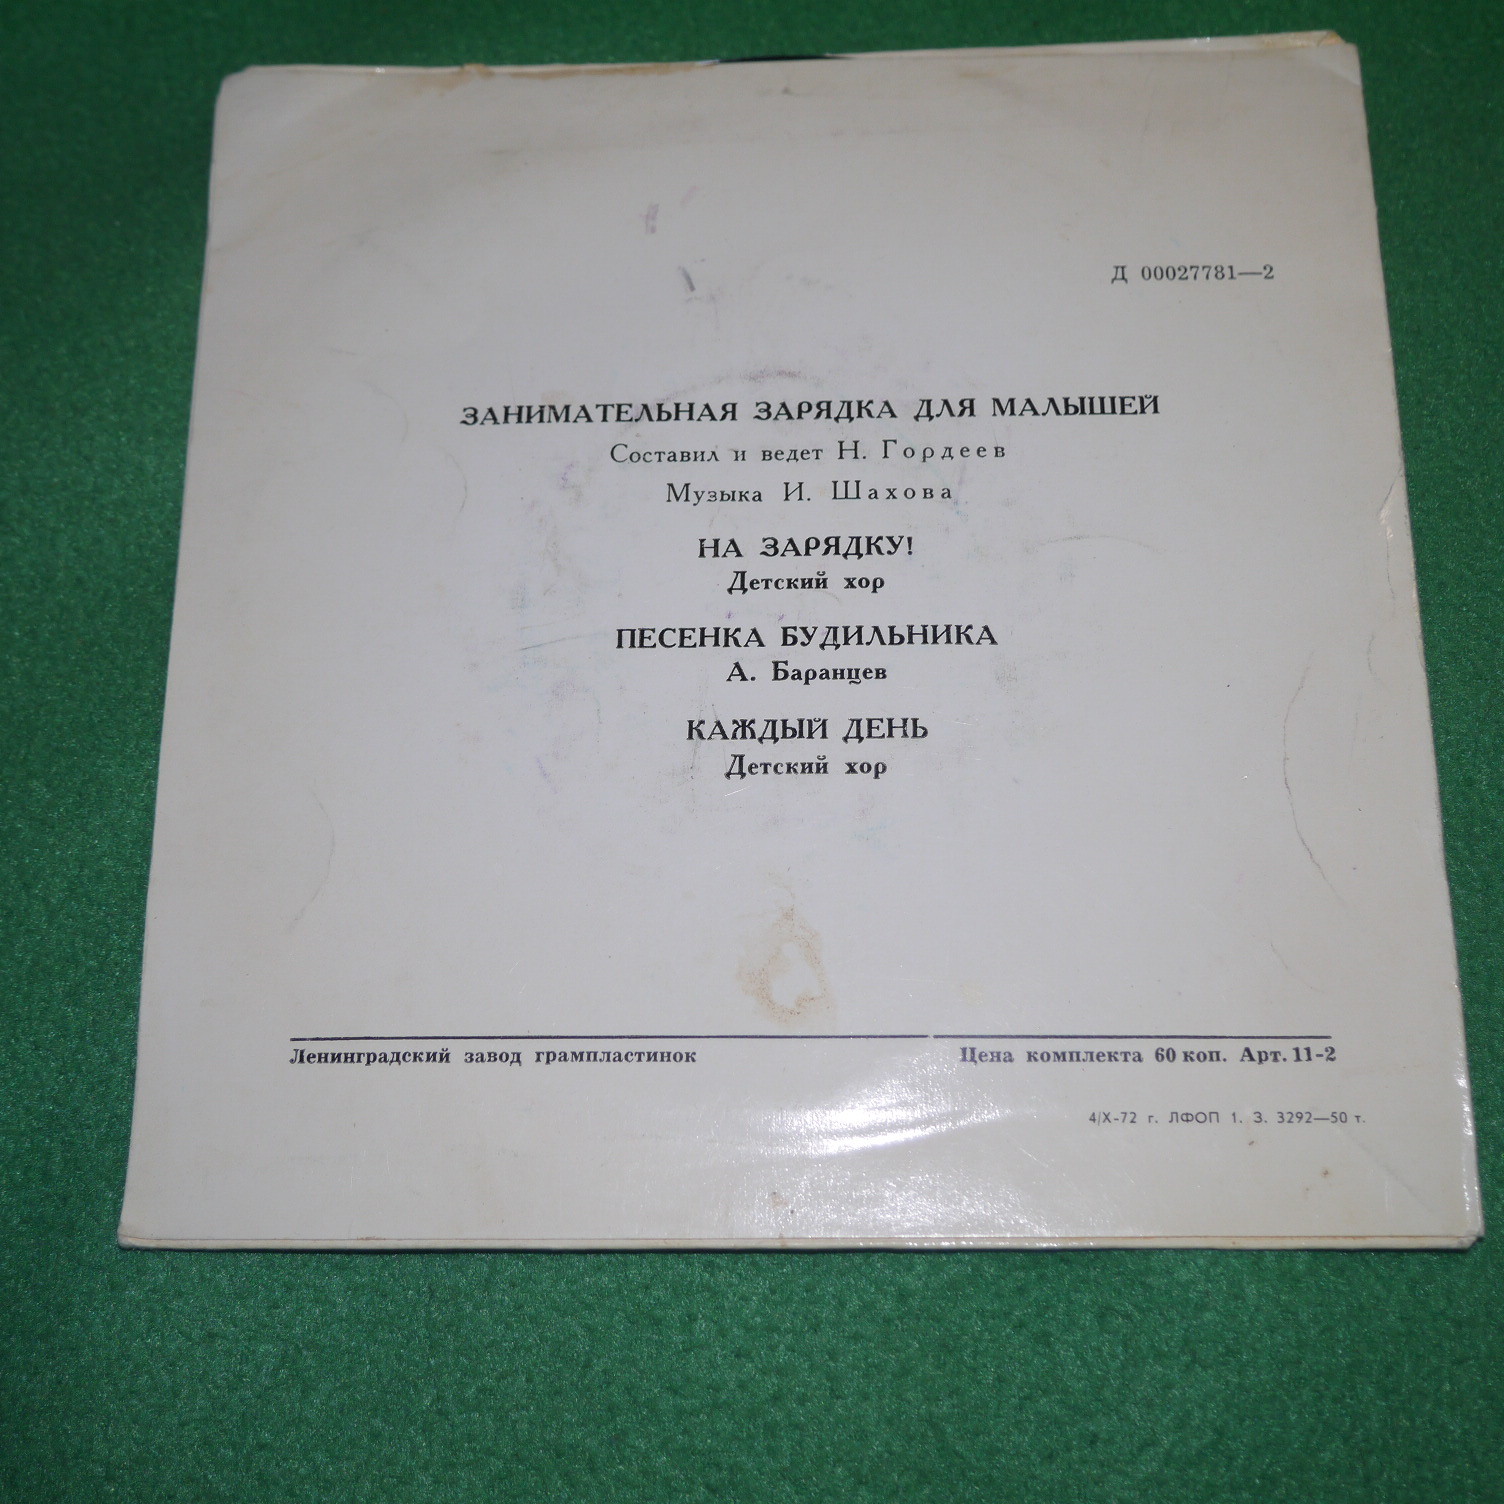 Д 00027781—2
ЗАНИМАТЕЛЬНАЯ ЗАРЯДКА ДЛЯ МАЛЫШЕЙ
Составил и ведет Н. Гордеев
Музыка И. Шахова
НА ЗАРЯДКУ!
Детский хор
ПЕСЕНКА БУДИЛЬНИКА
А. Баранцев
КАЖДЫЙ ДЕНЬ
Детский хор
Ленинградский завод грампластинок
Цена комплекта 60 коп. Арт. 11-2
4/X-72 г. ЛФОП 1. З. 3292—50 т.